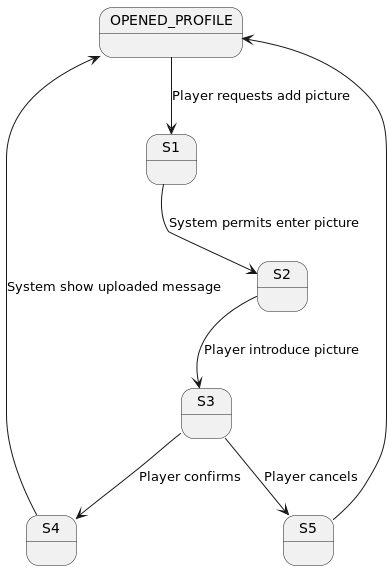 OPENED_PROFILE
Player requests add picture
S1
System permits enter picture
S2
System show uploaded message
Player introduce picture
S3
Player confirms
Player cancels
S4
S5